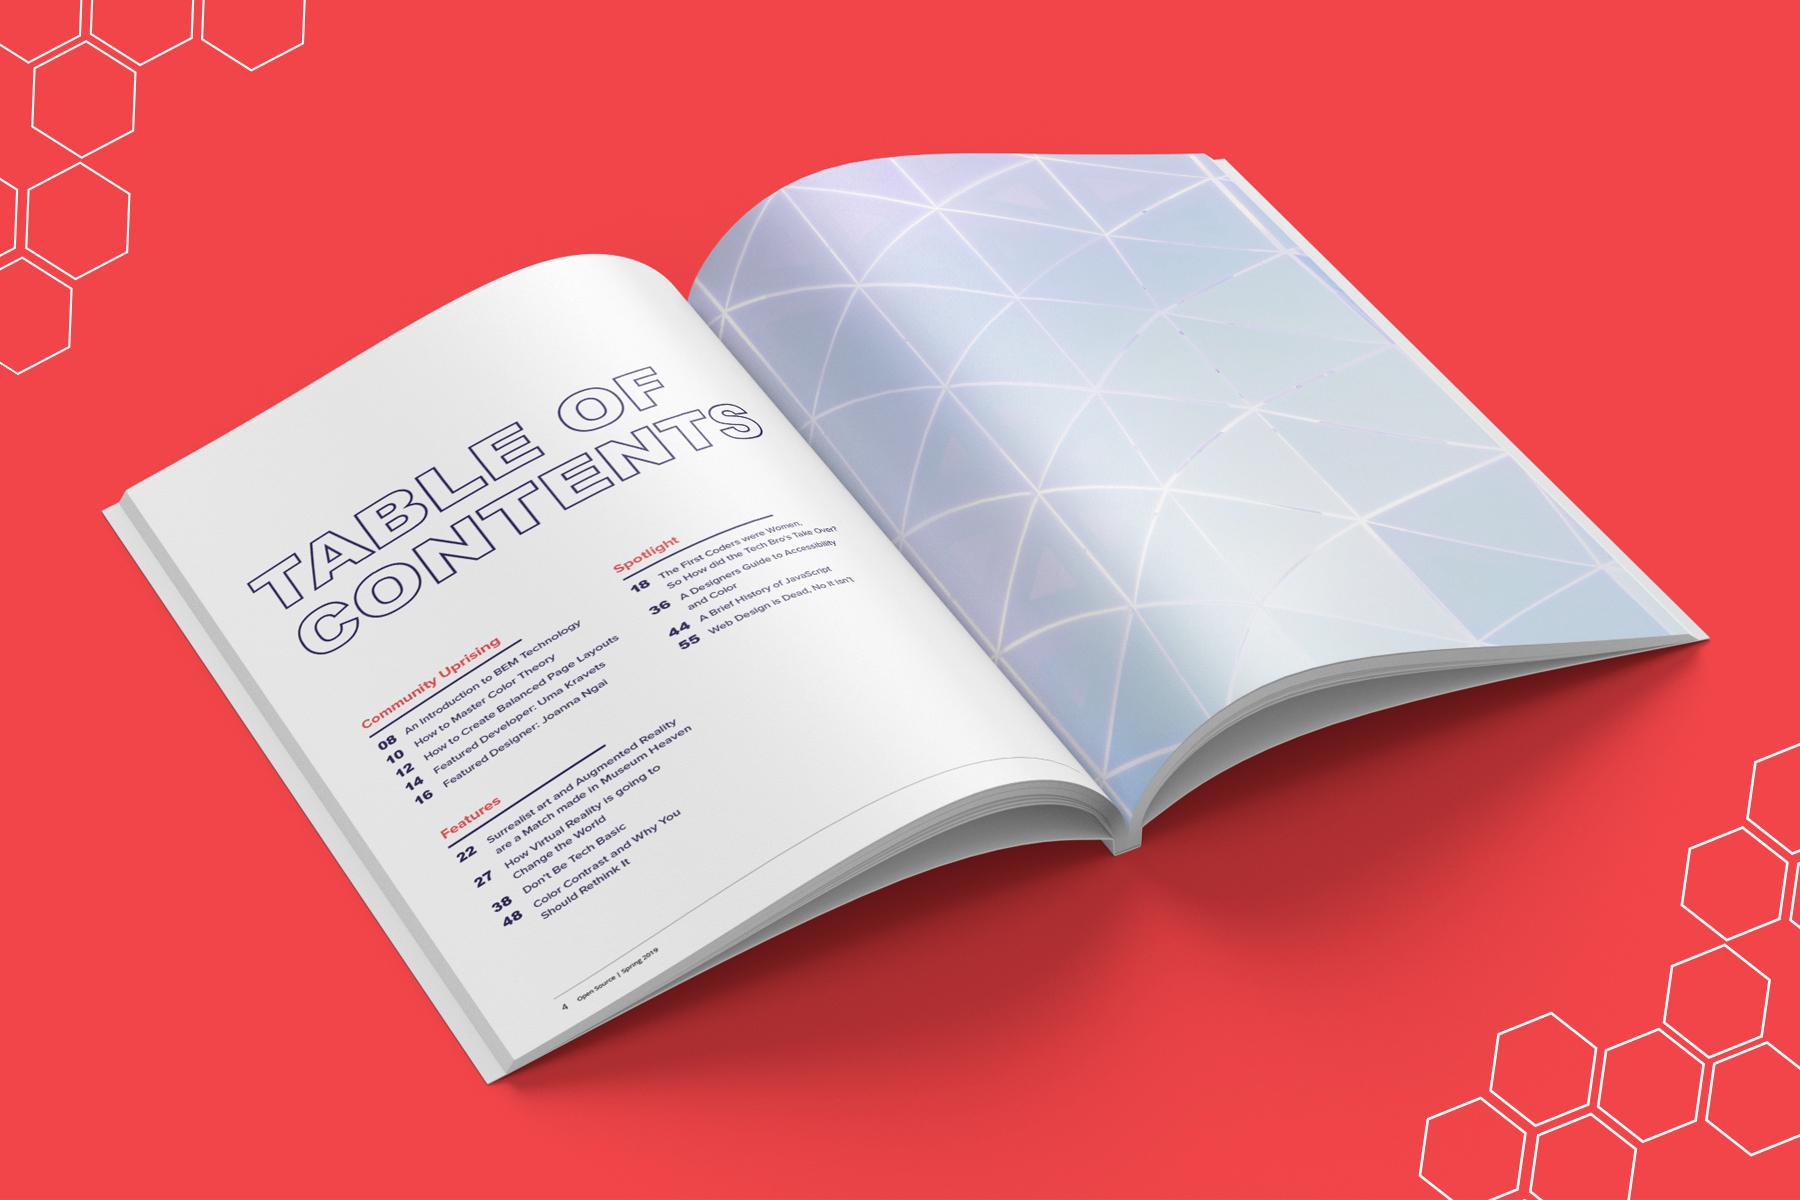 TABLE OF
CONTENTS
Community Uprising
08 An Introduction to BEM Technology
10 How to Master Color Theory
12 How to Create Balanced Page Layouts
14 Featured Developer: Uma Kravets
16 Featured Designer: Joanna Ngai
Features
22 Surrealist art and Augmented Reality
are a Match made in Museum Heaven
27 How Virtual Reality is going to
Change the World
38 Don't Be Tech Basic
48 Color Contrast and Why You
Should Rethink It
Spotlight
18 The First Coders were Women,
So How did the Tech Bro's Take Over?
36 A Designers Guide to Accessibility
and Color
44 A Brief History of JavaScript
55 Web Design is Dead, No it isn't
4 Open Source | Spring 2019